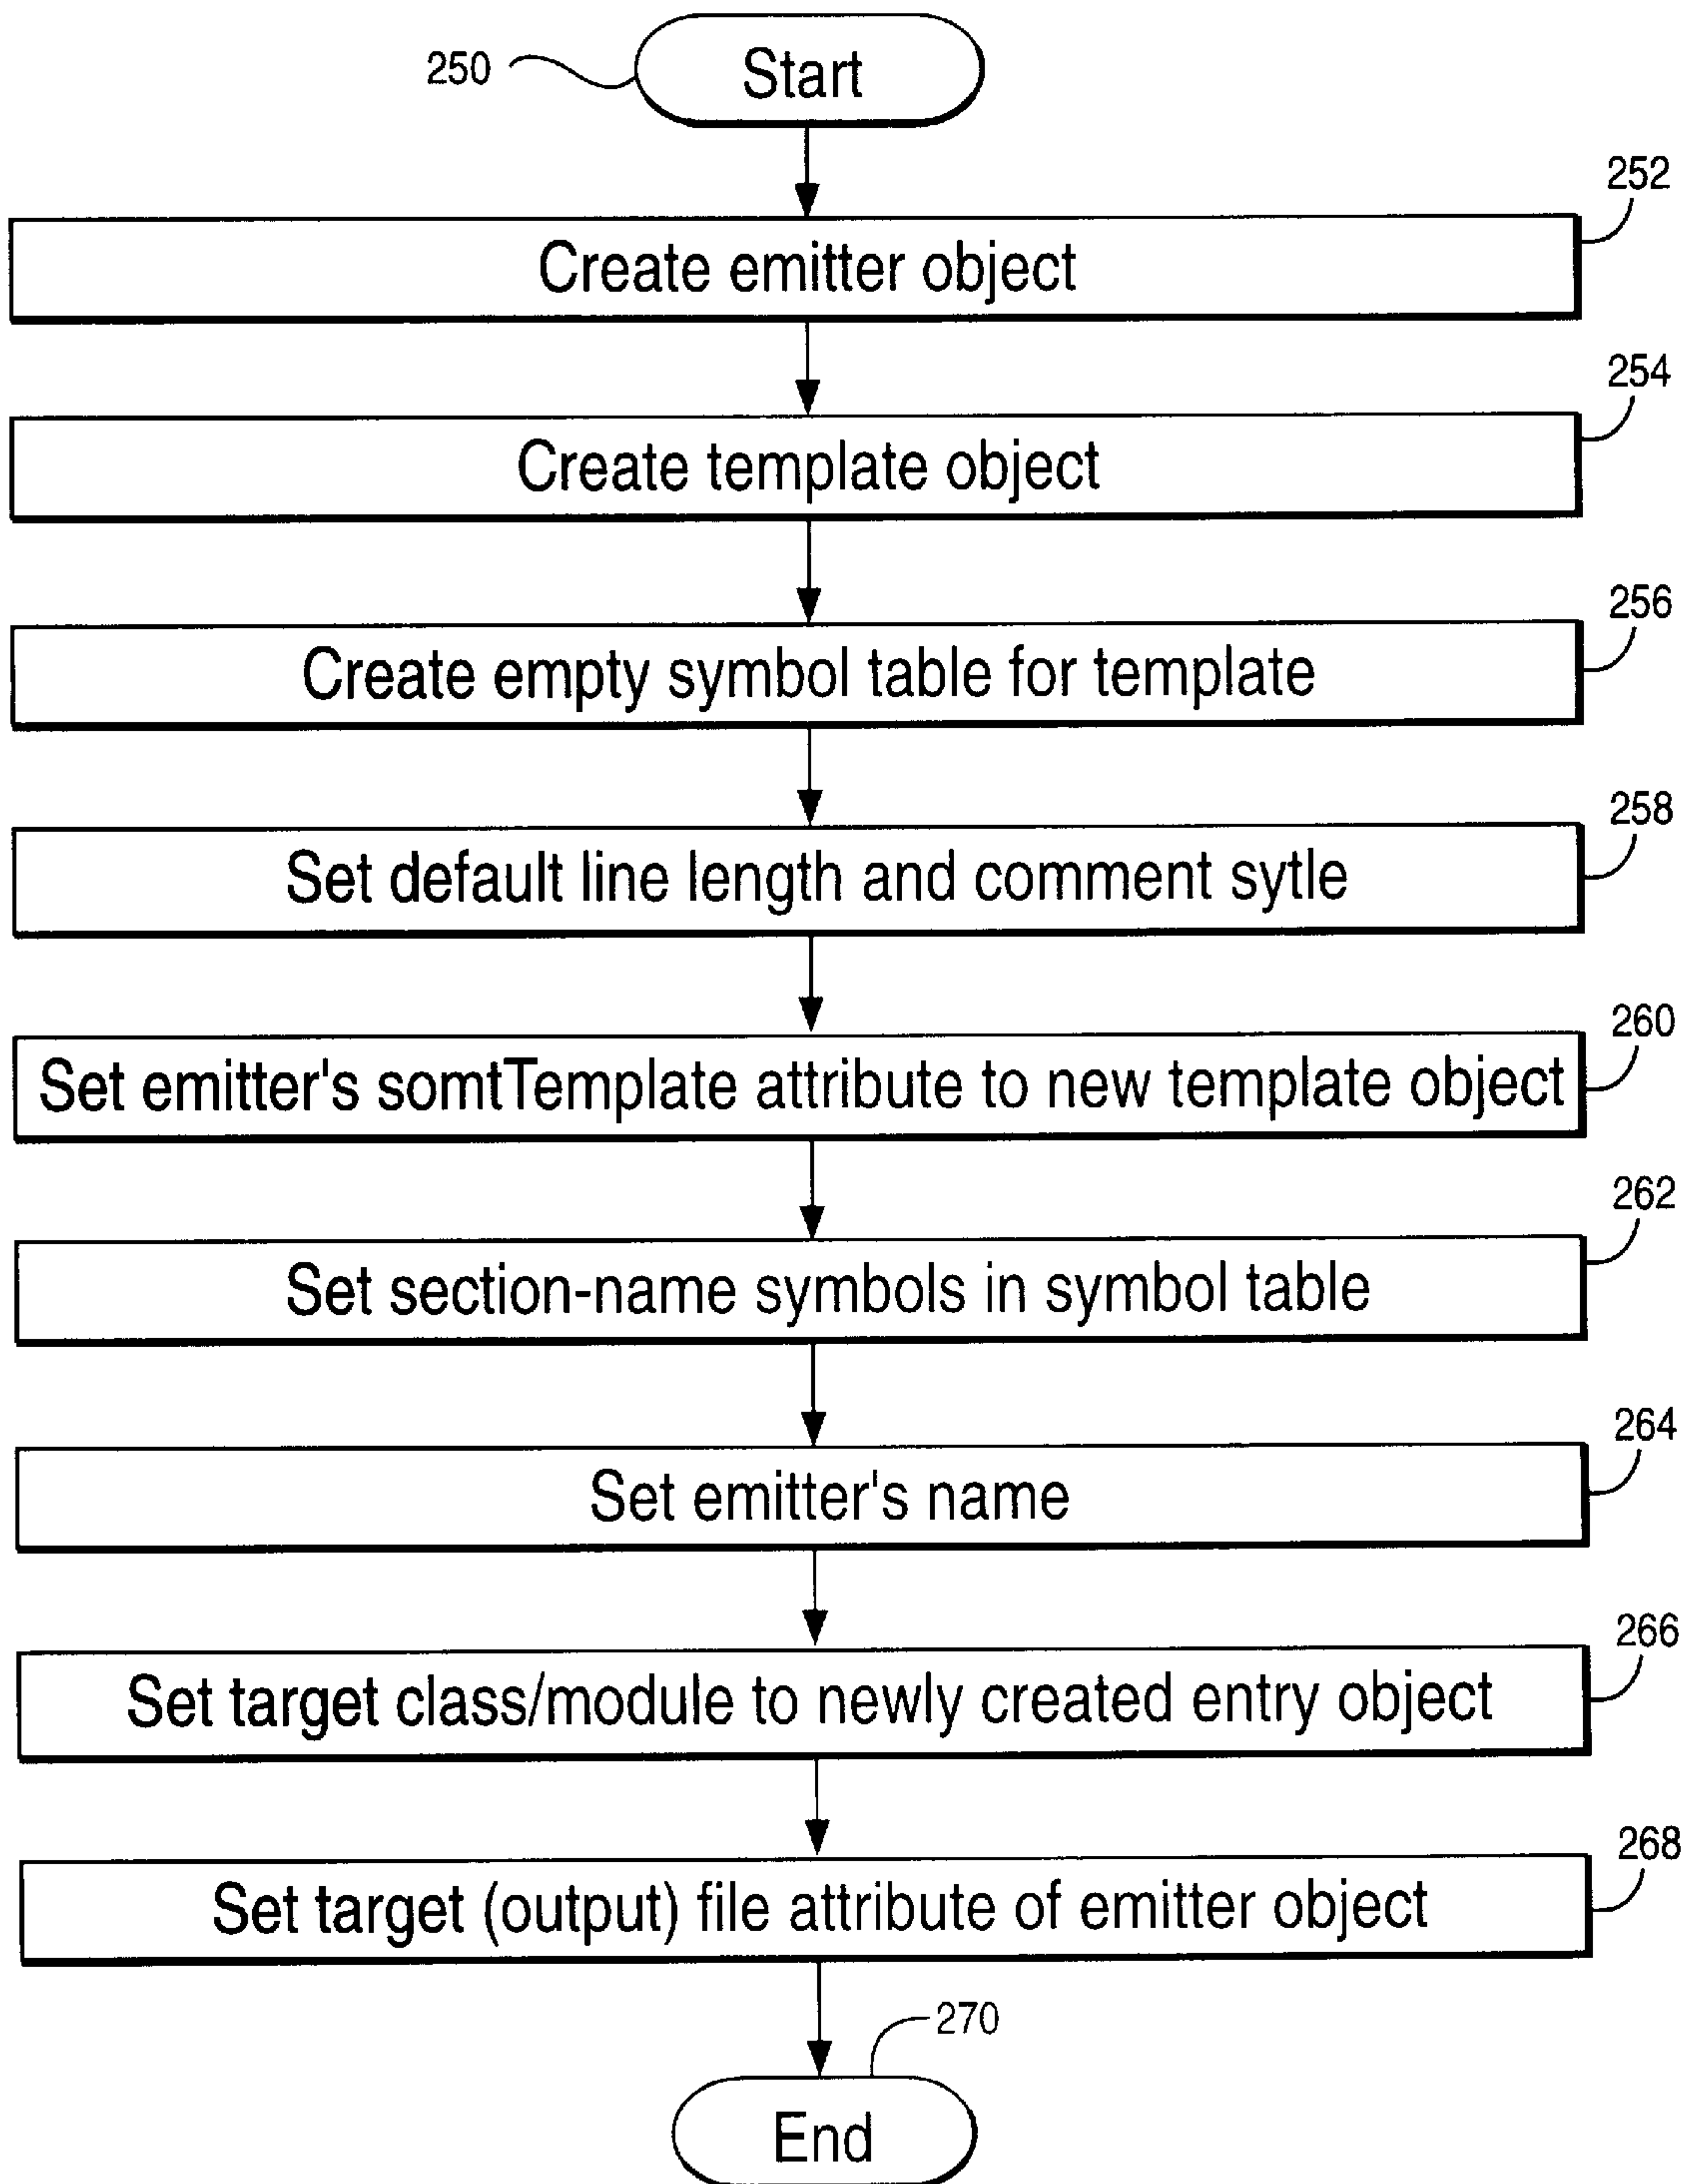 250
Start
252
Create emitter object
254
Create template object
256
Create empty symbol table for template
258
Set default line length and comment sytle
260
Set emitter's somtTemplate attribute to new template object
262
Set section-name symbols in symbol table
264
Set emitter's name
266
Set target class/module to newly created entry object
268
Set target (output) file attribute of emitter object
270
End